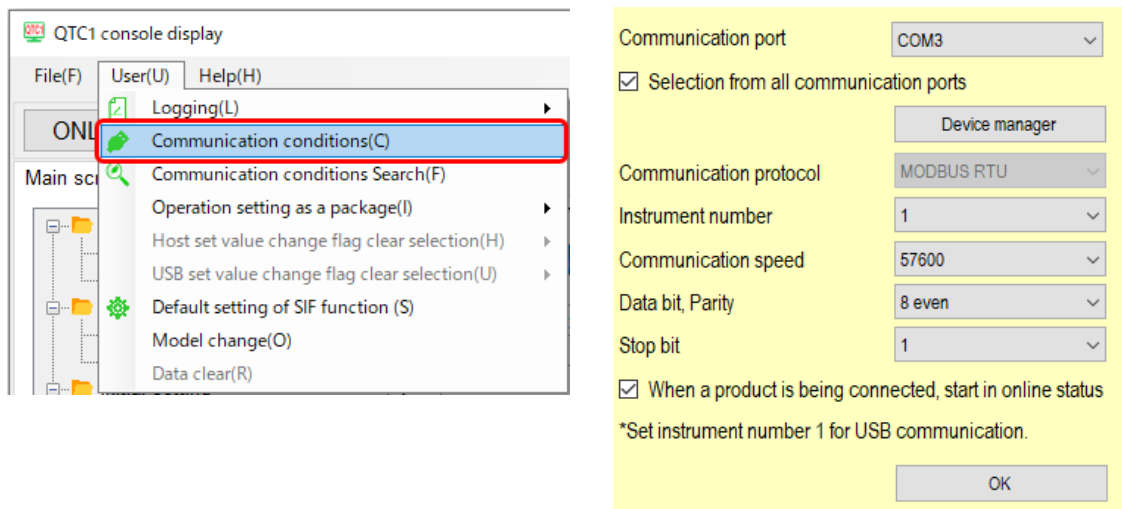 QTC1 console display
File(F) User(U) Help(H)
Logging(L)
ONL
Communication conditions(C)
Main scr
Communication conditions Search(F)
Operation setting as a package(I)
Host set value change flag clear selection(H)
USB set value change flag clear selection(U)
Default setting of SIF function (S)
Model change(O)
Data clear(R)
Communication port COM3
Selection from all communication ports
Device manager
Communication protocol MODBUS RTU
Instrument number 1
Communication speed 57600
Data bit, Parity 8 even
Stop bit 1
When a product is being connected, start in online status
*Set instrument number 1 for USB communication.
OK